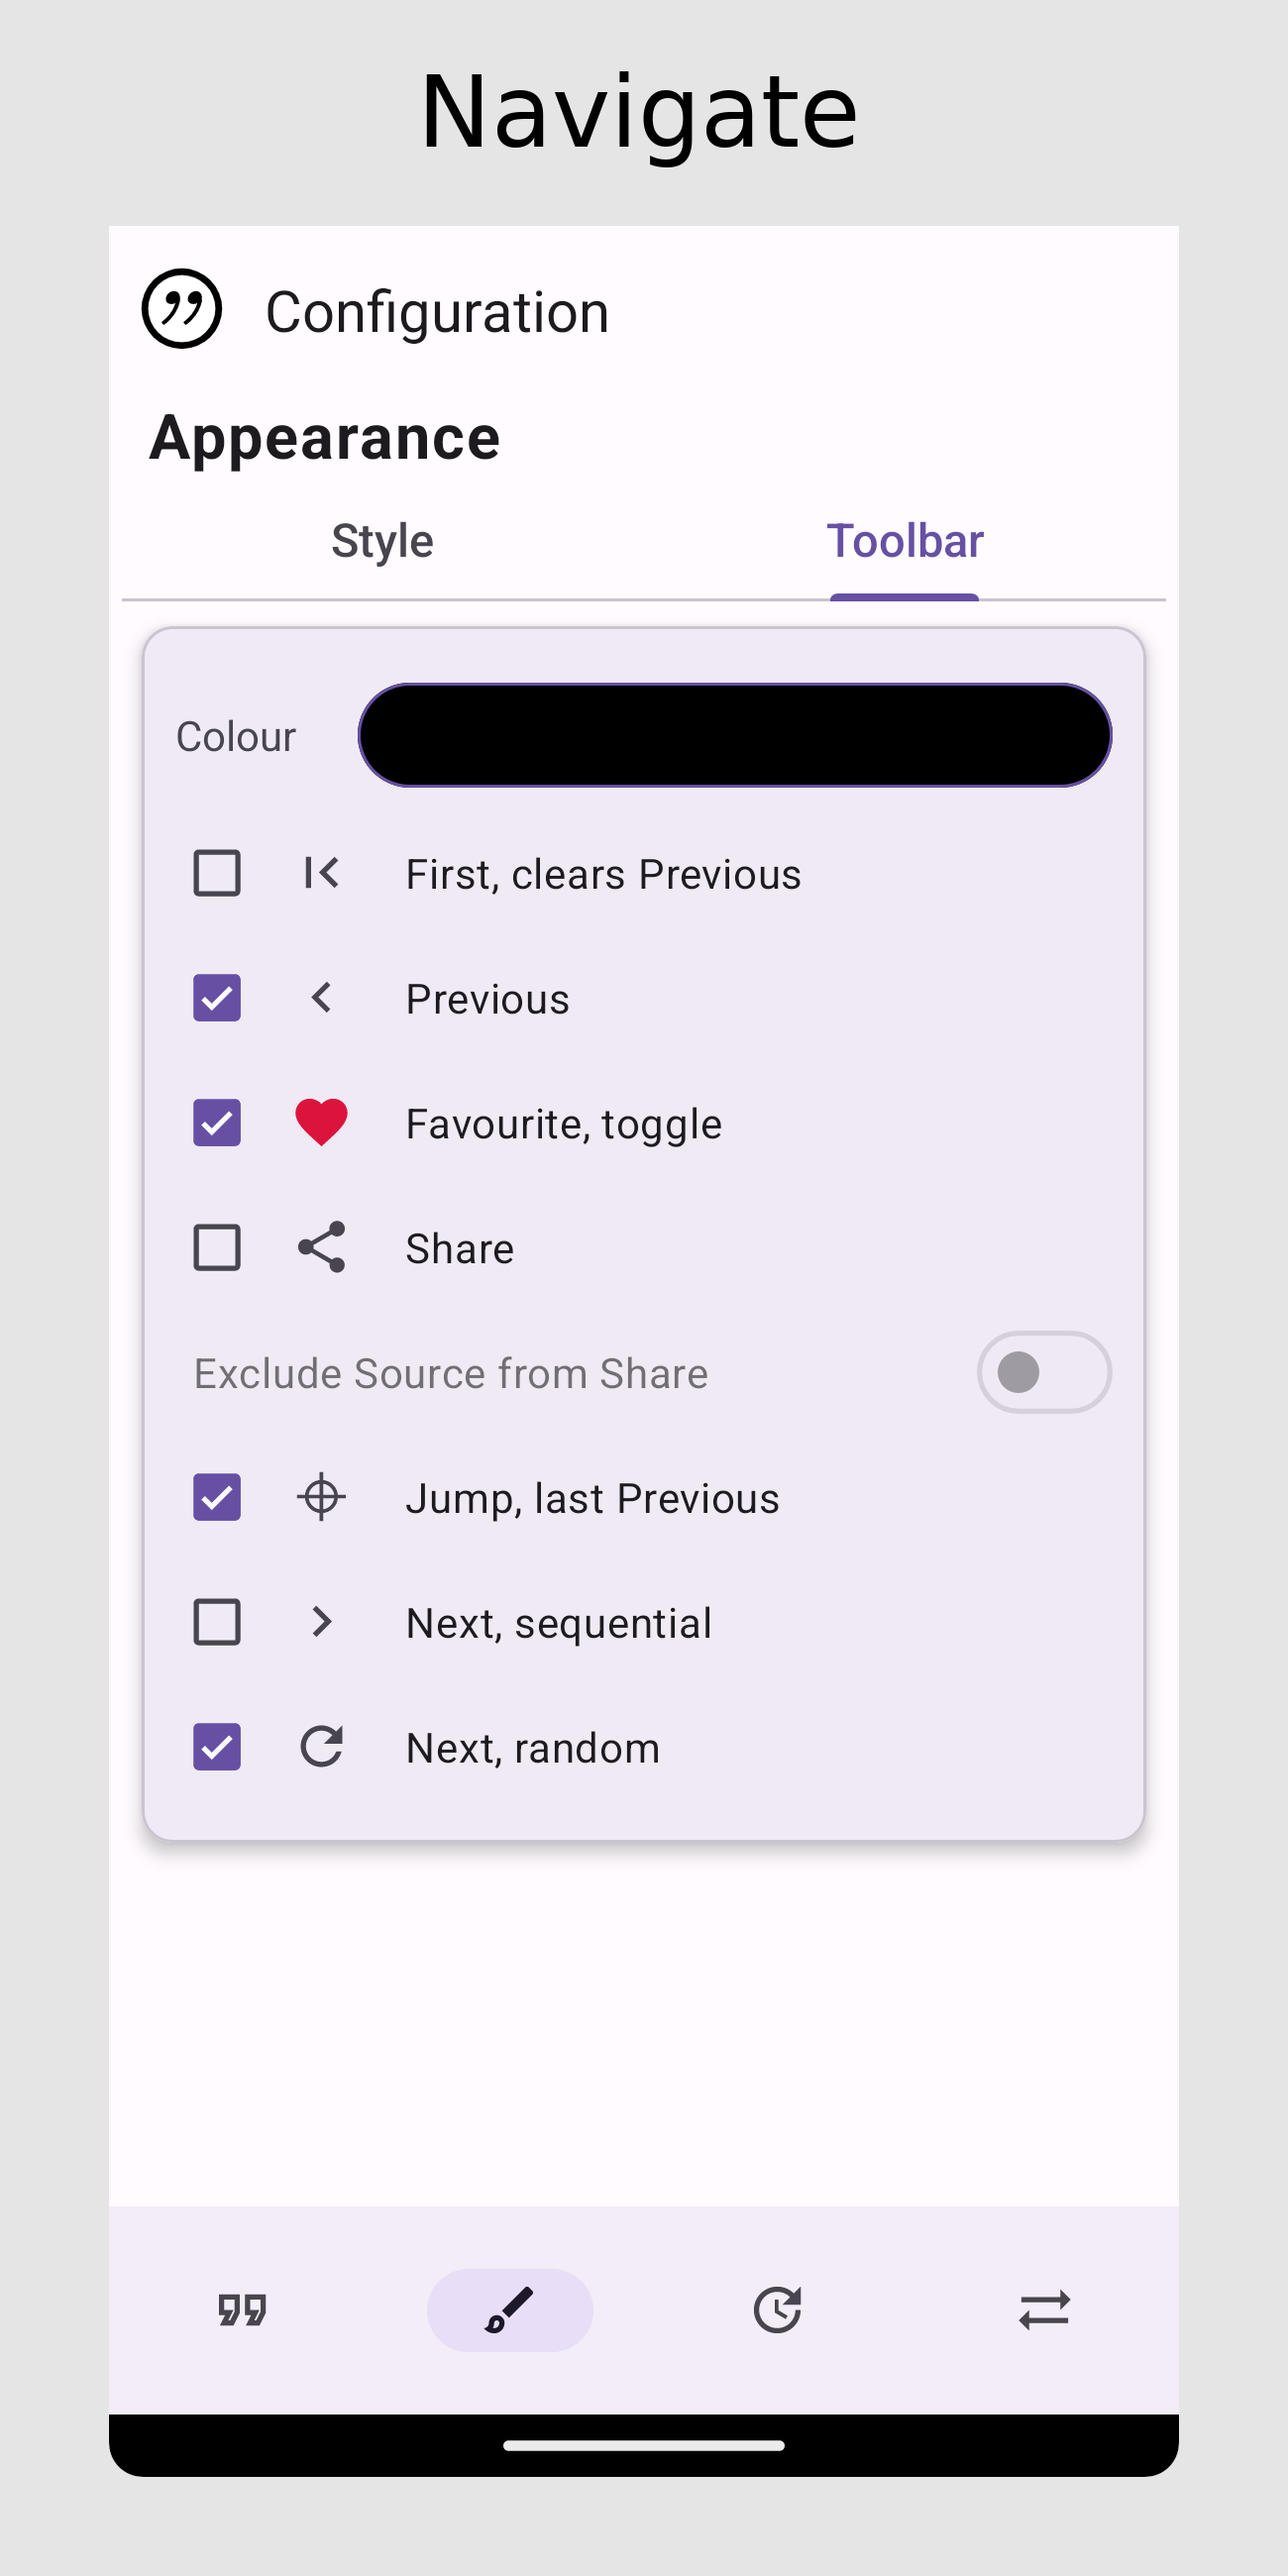 Navigate
Configuration
Appearance
Style
Toolbar
Colour
First, clears Previous
Previous
Favourite, toggle
Share
Exclude Source from Share
Jump, last Previous
Next, sequential
Next, random